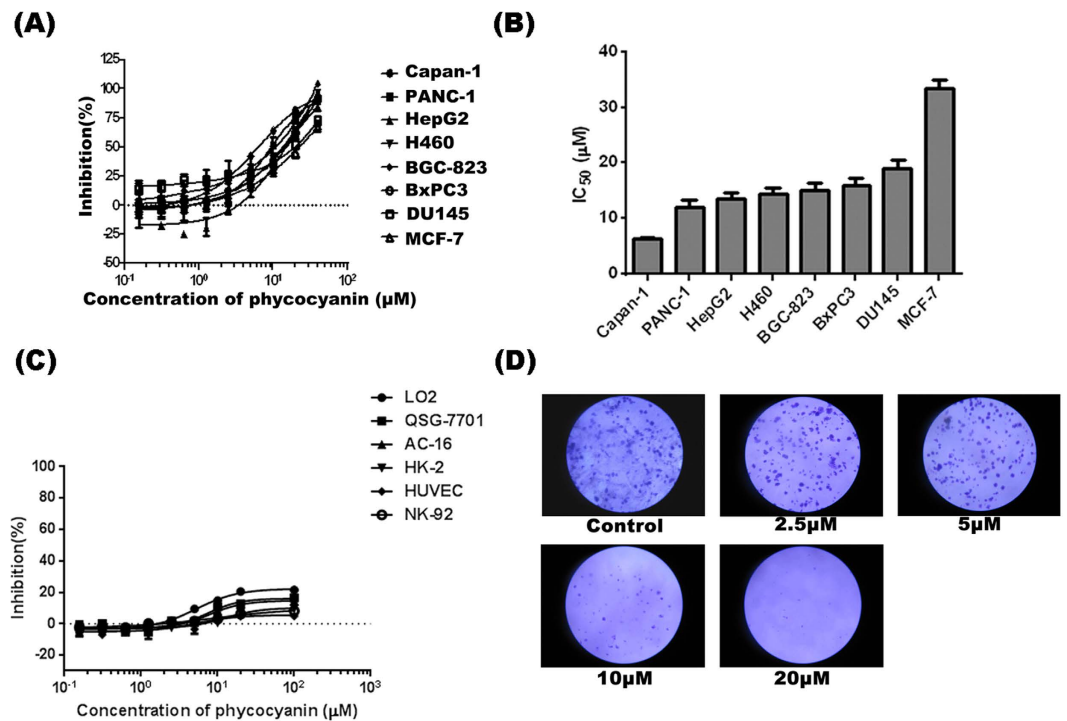 (A)
125
100
75
50
25
0
-25
-50
Inhibition(%)
10⁻¹ 10⁰ 10¹ 10²
Concentration of phycocyanin (μM)
Capan-1
PANC-1
HepG2
H460
BGC-823
BxPC3
DU145
MCF-7
(B)
40
30
20
10
0
IC₅₀ (μM)
Capan-1 PANC-1 HepG2 H460 BGC-823 BxPC3 DU145 MCF-7
(C)
LO2
QSG-7701
AC-16
HK-2
HUVEC
NK-92
100
80
60
40
20
0
-20
Inhibition(%)
10⁻¹ 10⁰ 10¹ 10² 10³
Concentration of phycocyanin (μM)
(D)
Control 2.5μM 5μM
10μM 20μM